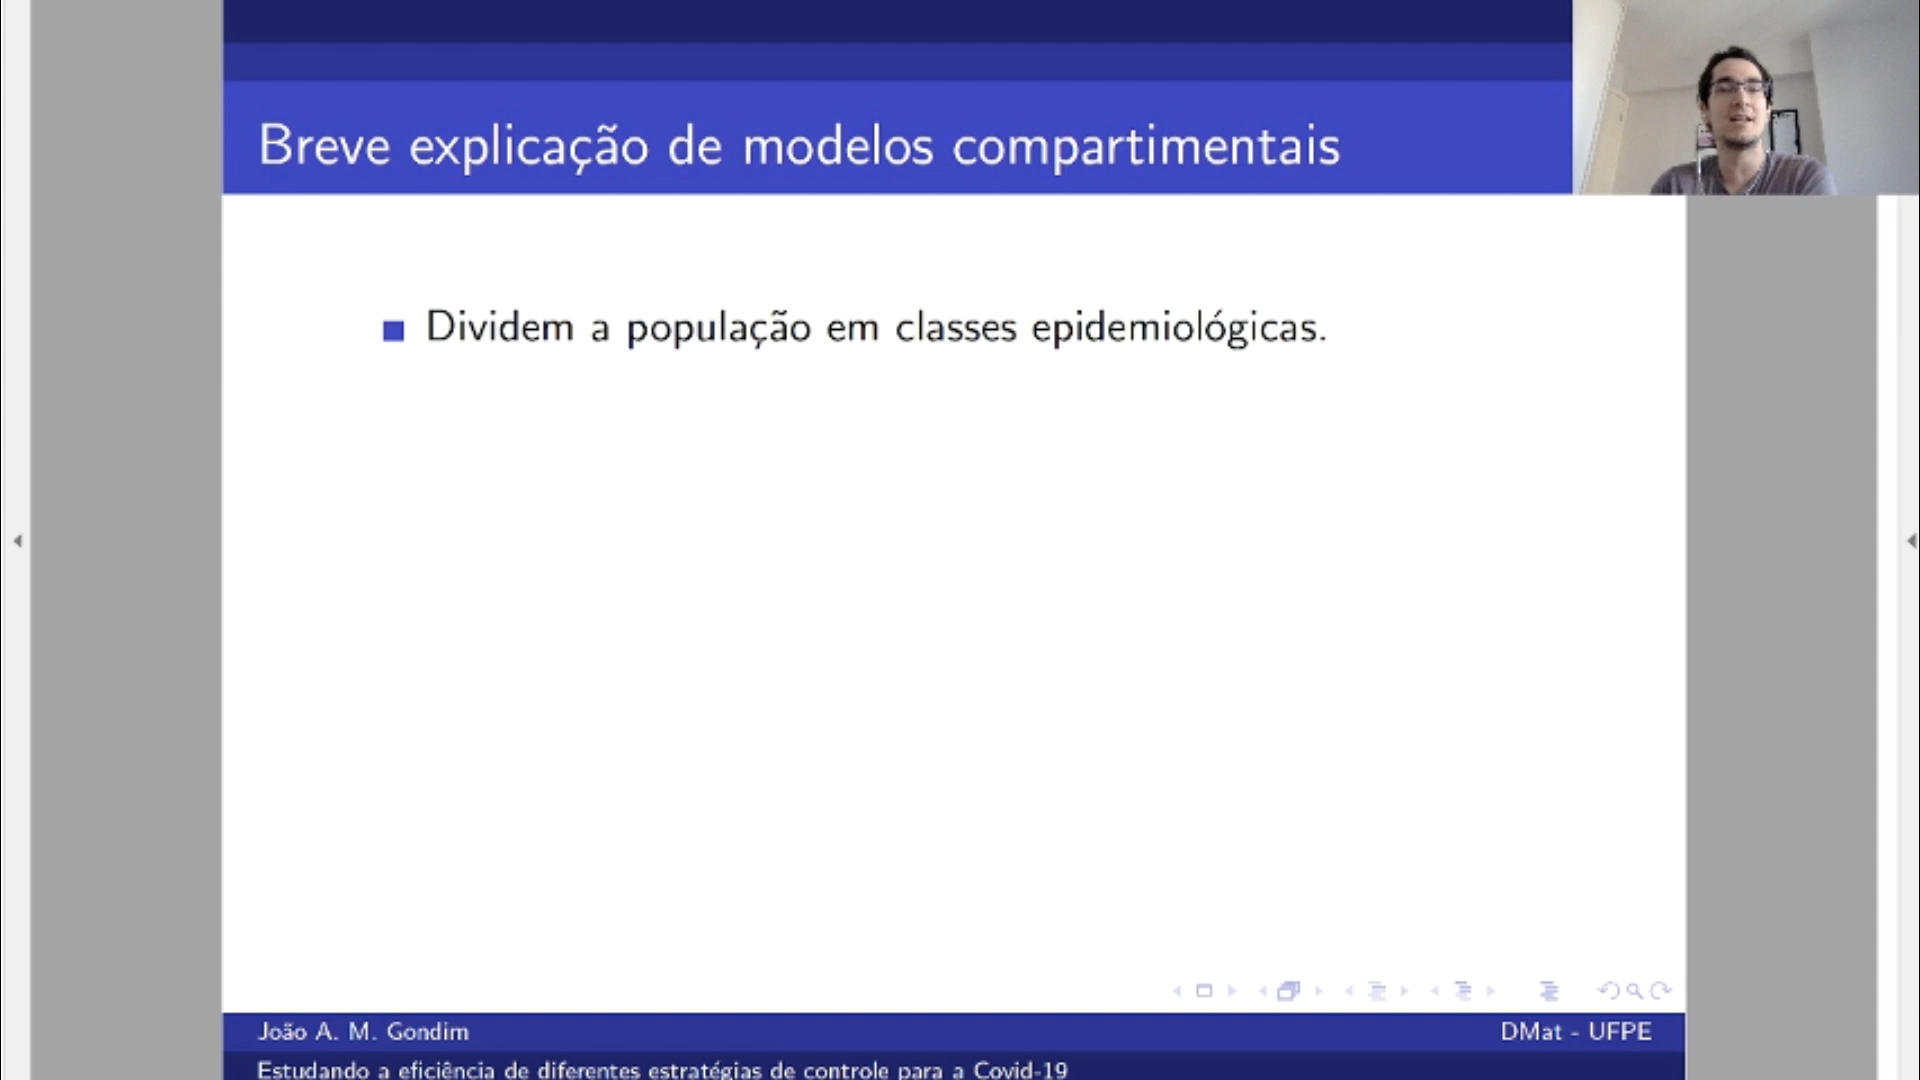 Breve explicação de modelos compartimentais
Dividem a população em classes epidemiológicas.
João A. M. Gondim
DMat - UFPE
Estudando a eficiência de diferentes estratégias de controle para a Covid-19